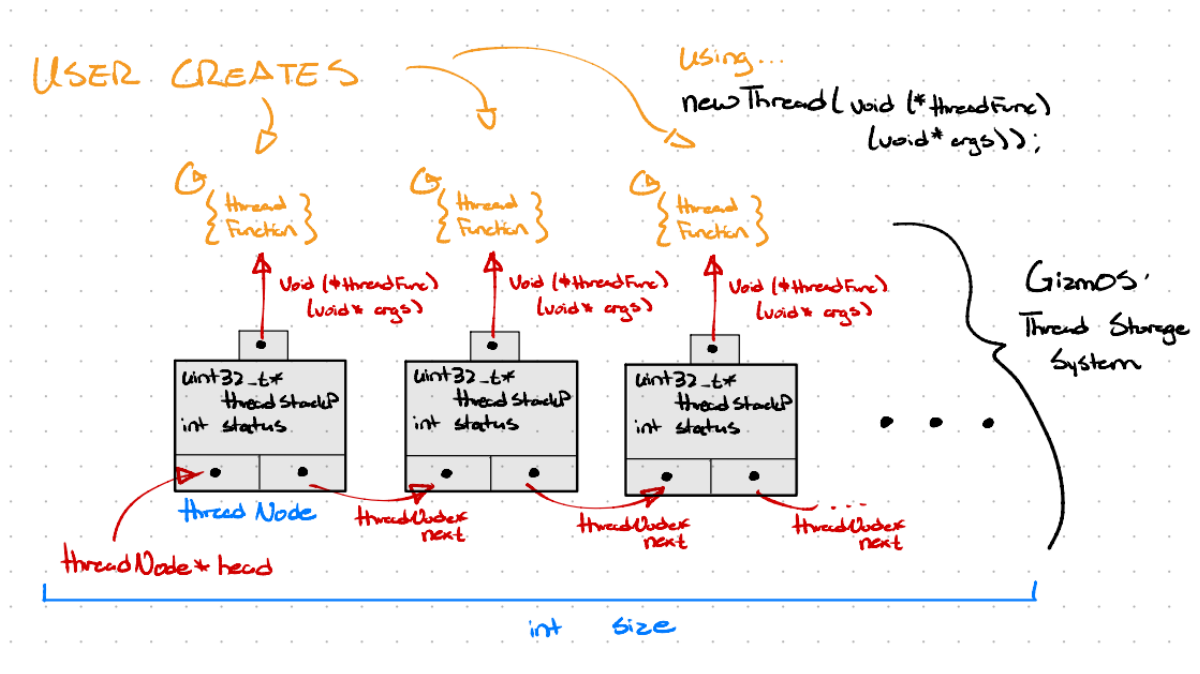 USER CREATES
using...
newThread(void (*threadFunc)
(void* args));
{ thread
Function }
{ thread
Function }
{ thread
Function }
void (*threadFunc)
(void* args)
void (*threadFunc)
(void* args)
void (*threadFunc)
(void* args)
GizmOS'
Thread Storage
System
uint32_t*
threadStackP
int status
uint32_t*
threadStackP
int status
uint32_t*
threadStackP
int status
• • •
thread Node
threadNode*
next
threadNode*
next
...
threadNode*
next
threadNode* head
int size